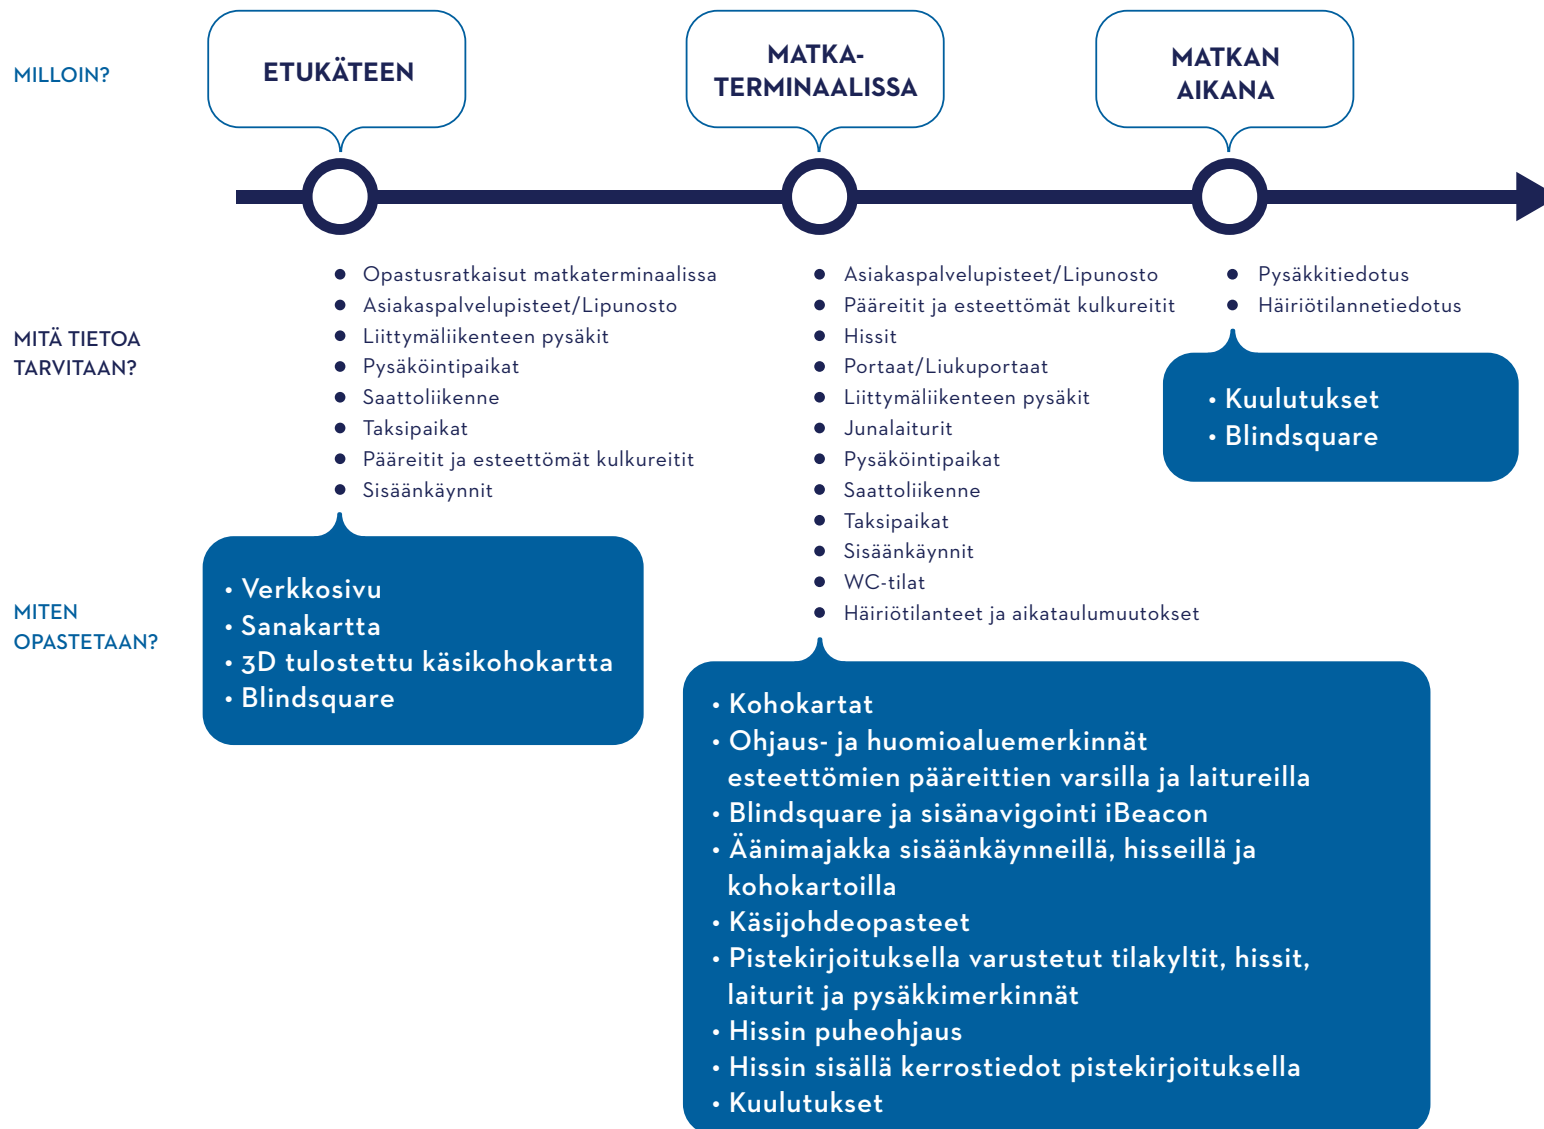 MILLOIN?
ETUKÄTEEN
MATKA-
TERMINAALISSA
MATKAN
AIKANA
MITÄ TIETOA
TARVITAAN?
• Opastusratkaisut matkaterminaalissa
• Asiakaspalvelupisteet/Lipunosto
• Liittymäliikenteen pysäkit
• Pysäköintipaikat
• Saattoliikenne
• Taksipaikat
• Pääreitit ja esteettömät kulkureitit
• Sisäänkäynnit
• Asiakaspalvelupisteet/Lipunosto
• Pääreitit ja esteettömät kulkureitit
• Hissit
• Portaat/Liukuportaat
• Liittymäliikenteen pysäkit
• Junalaiturit
• Pysäköintipaikat
• Saattoliikenne
• Taksipaikat
• Sisäänkäynnit
• WC-tilat
• Häiriötilanteet ja aikataulumuutokset
• Pysäkkitiedotus
• Häiriötilannetiedotus
MITEN
OPASTETAAN?
• Verkkosivu
• Sanakartta
• 3D tulostettu käsikohokartta
• Blindsquare
• Kohokartat
• Ohjaus- ja huomioaluemerkinnät
esteettömien pääreittien varsilla ja laitureilla
• Blindsquare ja sisänavigointi iBeacon
• Äänimajakka sisäänkäynneillä, hisseillä ja
kohokartoilla
• Käsijohdeopasteet
• Pistekirjoituksella varustetut tilakyltit, hissit,
laiturit ja pysäkkimerkinnät
• Hissin puheohjaus
• Hissin sisällä kerrostiedot pistekirjoituksella
• Kuulutukset
• Kuulutukset
• Blindsquare